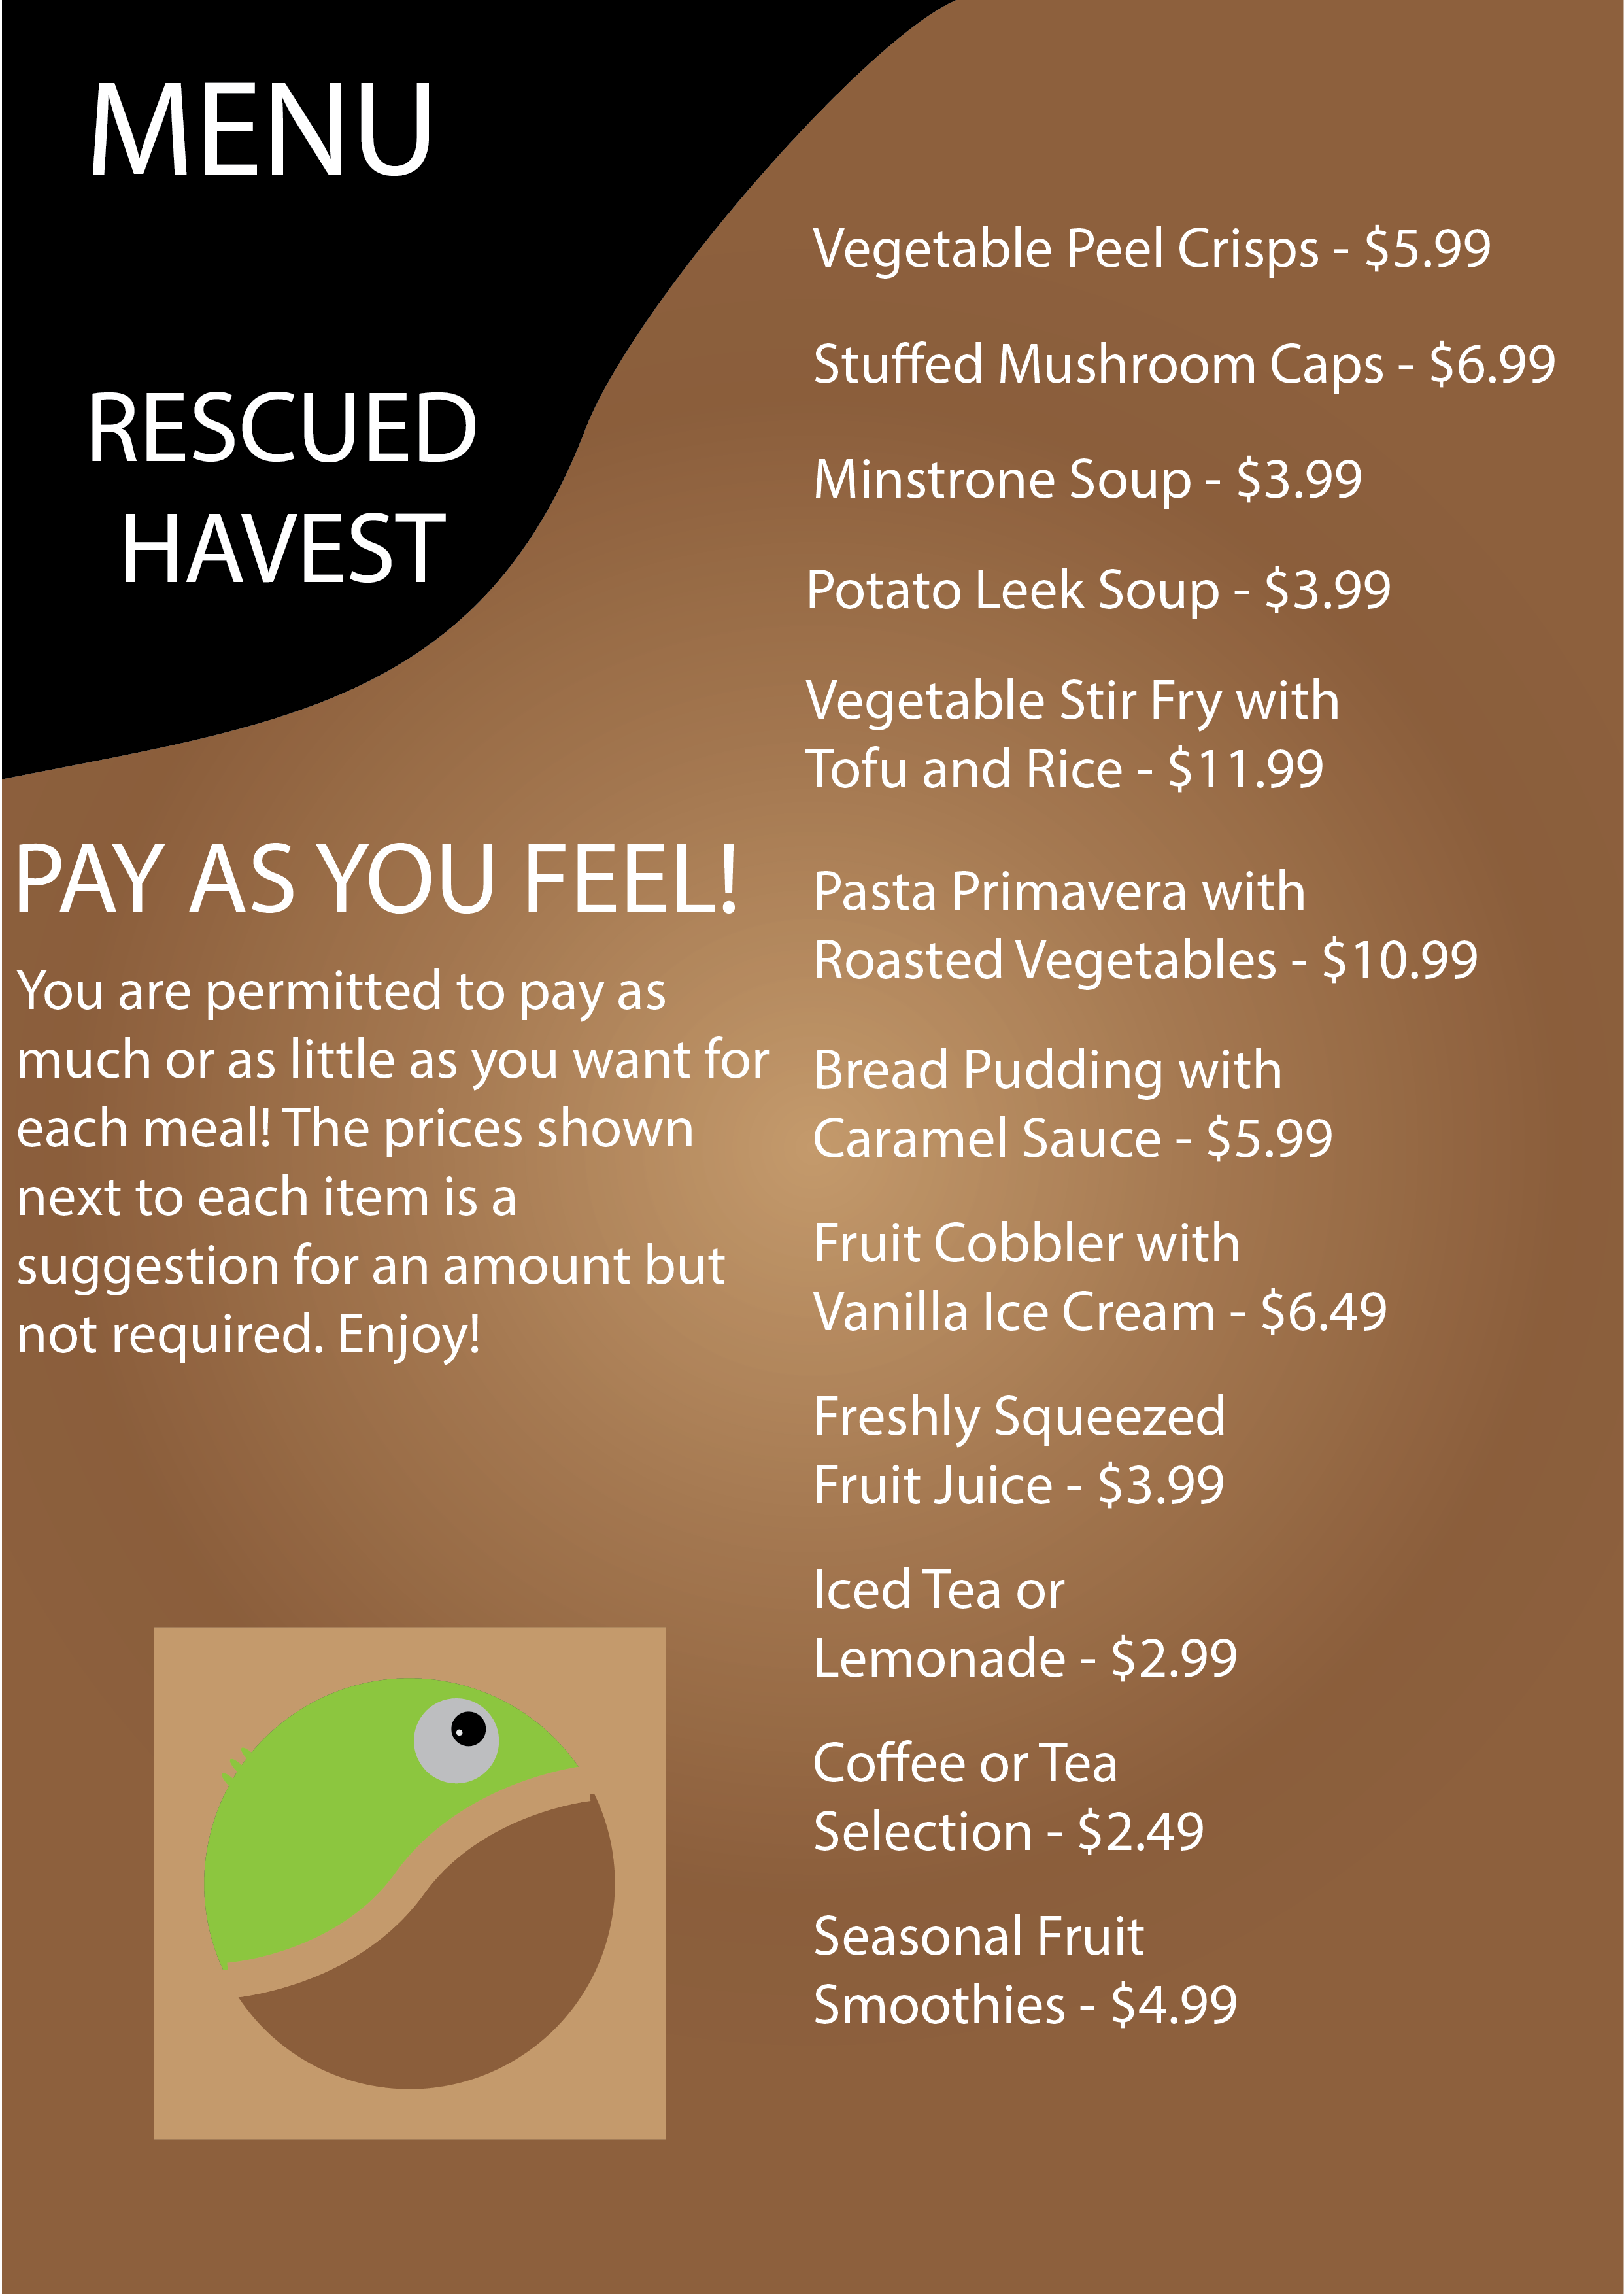 MENU
RESCUED
HAVEST
PAY AS YOU FEEL!
You are permitted to pay as
much or as little as you want for
each meal! The prices shown
next to each item is a
suggestion for an amount but
not required. Enjoy!
Vegetable Peel Crisps - $5.99
Stuffed Mushroom Caps - $6.99
Minstrone Soup - $3.99
Potato Leek Soup - $3.99
Vegetable Stir Fry with
Tofu and Rice - $11.99
Pasta Primavera with
Roasted Vegetables - $10.99
Bread Pudding with
Caramel Sauce - $5.99
Fruit Cobbler with
Vanilla Ice Cream - $6.49
Freshly Squeezed
Fruit Juice - $3.99
Iced Tea or
Lemonade - $2.99
Coffee or Tea
Selection - $2.49
Seasonal Fruit
Smoothies - $4.99